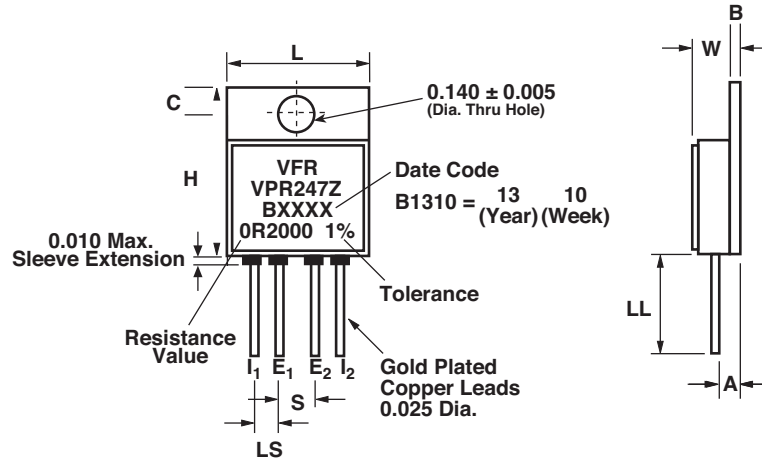 L
C
0.140 ± 0.005
(Dia. Thru Hole)
H
VFR
VPR247Z
BXXXX
0R2000 1%
Date Code
B1310 = 13 10
(Year) (Week)
0.010 Max.
Sleeve Extension
Tolerance
Resistance
Value
I1 E1 E2 I2
Gold Plated
Copper Leads
0.025 Dia.
S
LS
B
W
LL
A